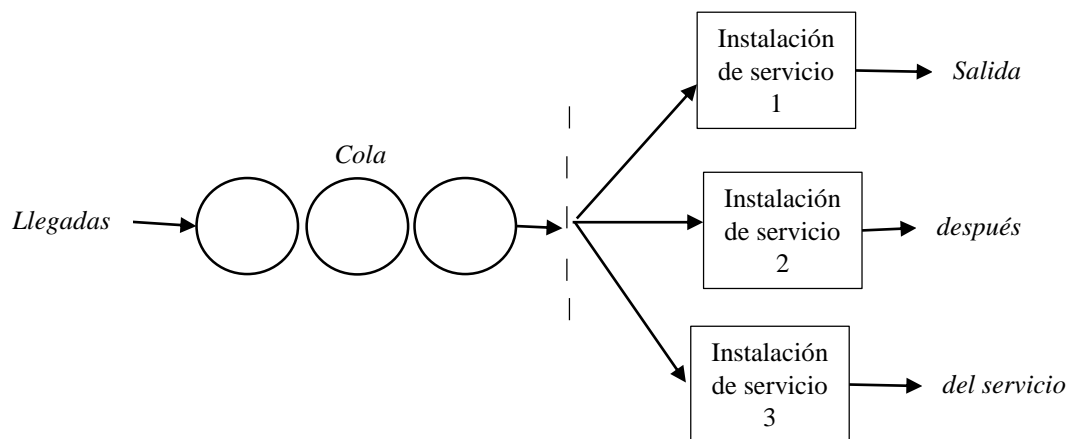 Instalación
de servicio
1
Salida
Cola
Llegadas
Instalación
de servicio
2
después
Instalación
de servicio
3
del servicio